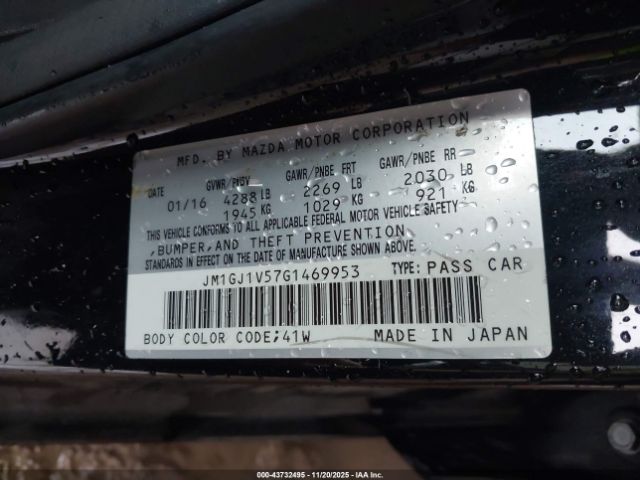 MFD. BY MAZDA MOTOR CORPORATION
DATE GVWR/PNBV GAWR/PNBE FRT GAWR/PNBE RR
01/16 4288 LB 2269 LB 2030 LB
1945 KG 1029 KG 921 KG
THIS VEHICLE CONFORMS TO ALL APPLICABLE FEDERAL MOTOR VEHICLE SAFETY
,BUMPER,AND THEFT PREVENTION
STANDARDS IN EFFECT ON THE DATE OF MANUFACTURE SHOWN ABOVE.
JM1GJ1V57G1469953 TYPE: PASS CAR
BODY COLOR CODE;41W MADE IN JAPAN
000-43732495 - 11/20/2025 - IAA Inc.